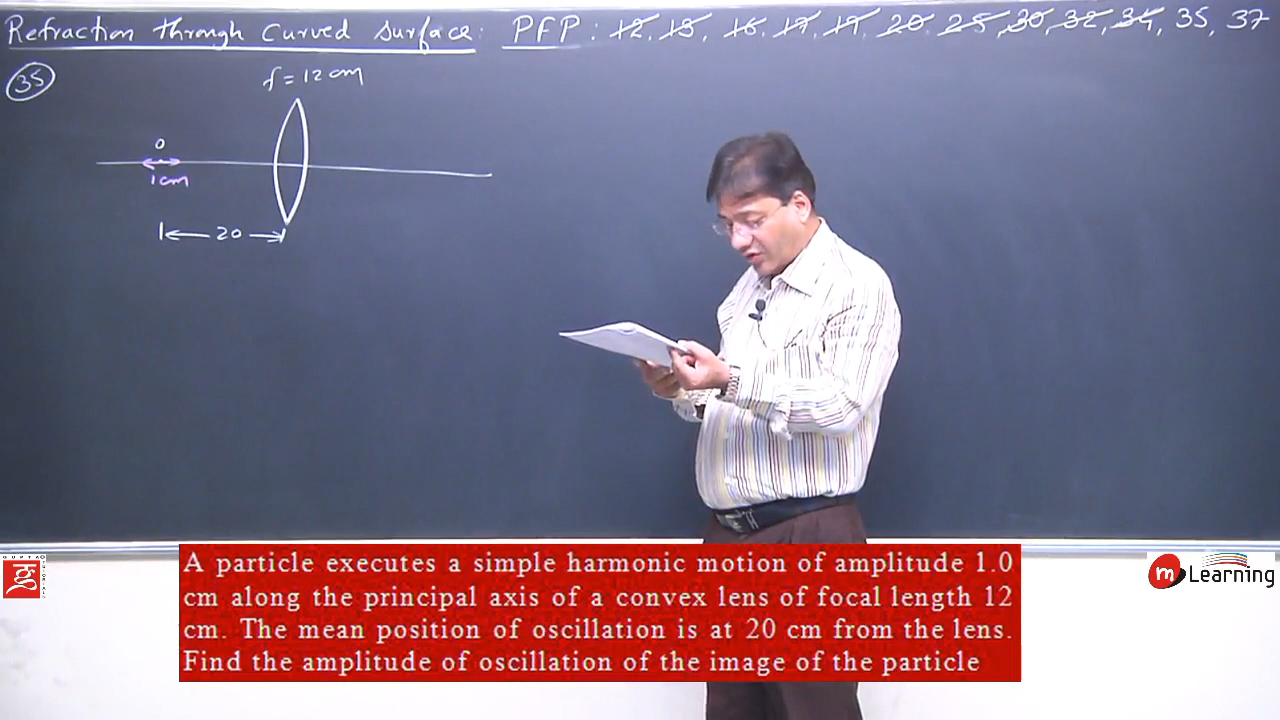 Refraction through Curved Surface: PFP: 12, 15, 16, 17, 19, 20, 25, 30, 32, 34, 35, 37
35
f = 12 cm
O
1cm
20
A particle executes a simple harmonic motion of amplitude 1.0
cm along the principal axis of a convex lens of focal length 12
cm. The mean position of oscillation is at 20 cm from the lens.
Find the amplitude of oscillation of the image of the particle
GUPTA
m Learning